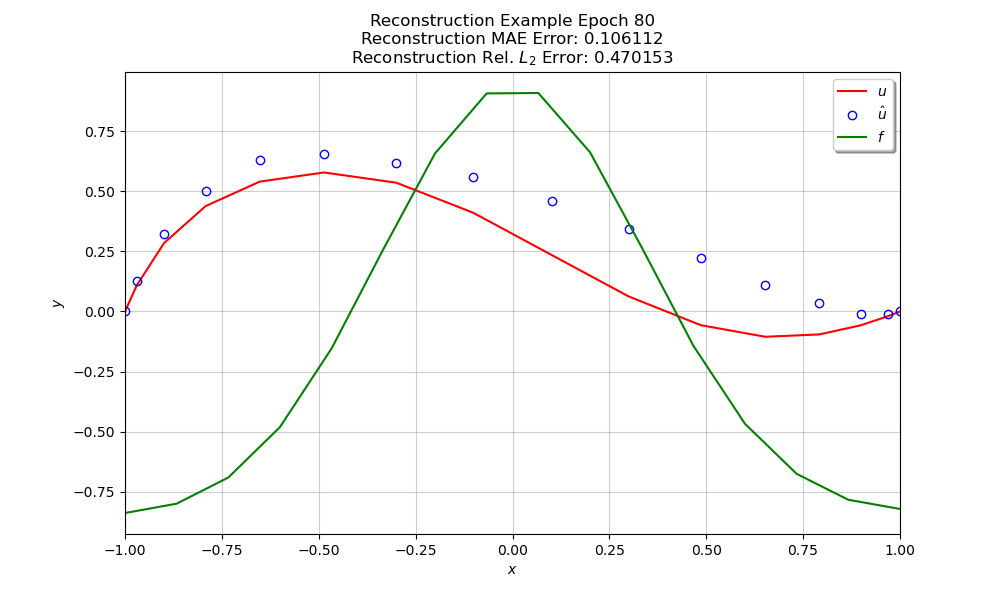 Reconstruction Example Epoch 80
Reconstruction MAE Error: 0.106112
Reconstruction Rel. $L_2$ Error: 0.470153
u
û
f
0.75
0.50
0.25
0.00
−0.25
−0.50
−0.75
y
−1.00 −0.75 −0.50 −0.25 0.00 0.25 0.50 0.75 1.00
x